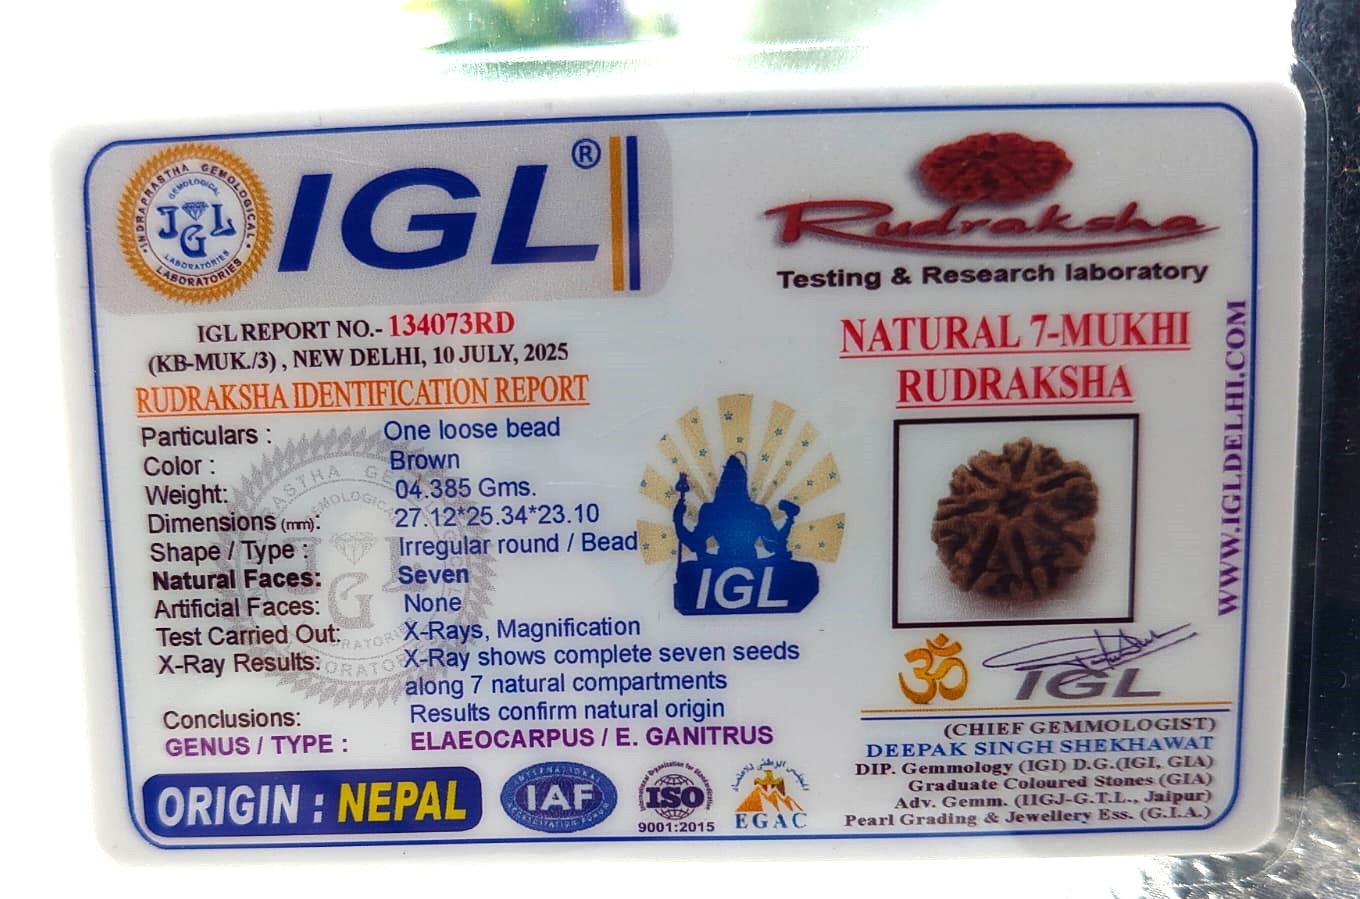 INDRAPRASTHA GEMOLOGICAL LABORATORIES
GEMOLOGICAL
IGL
LABORATORIES
IGL®
Rudraksha
Testing & Research laboratory
IGL REPORT NO.- 134073RD
(KB-MUK./3) , NEW DELHI, 10 JULY, 2025
RUDRAKSHA IDENTIFICATION REPORT
Particulars : One loose bead
Color : Brown
Weight: 04.385 Gms.
Dimensions (mm): 27.12*25.34*23.10
Shape / Type : Irregular round / Bead
Natural Faces: Seven
Artificial Faces: None
Test Carried Out: X-Rays, Magnification
X-Ray Results: X-Ray shows complete seven seeds
along 7 natural compartments
Conclusions: Results confirm natural origin
GENUS / TYPE : ELAEOCARPUS / E. GANITRUS
ORIGIN : NEPAL
INTERNATIONAL
IAF
ISO
9001:2015
EGAC
IGL
NATURAL 7-MUKHI
RUDRAKSHA
WWW.IGLDELHI.COM
ॐ
IGL
(CHIEF GEMMOLOGIST)
DEEPAK SINGH SHEKHAWAT
DIP. Gemmology (IGI) D.G.(IGI, GIA)
Graduate Coloured Stones (GIA)
Adv. Gemm. (IIGJ-G.T.L., Jaipur)
Pearl Grading & Jewellery Ess. (G.I.A.)